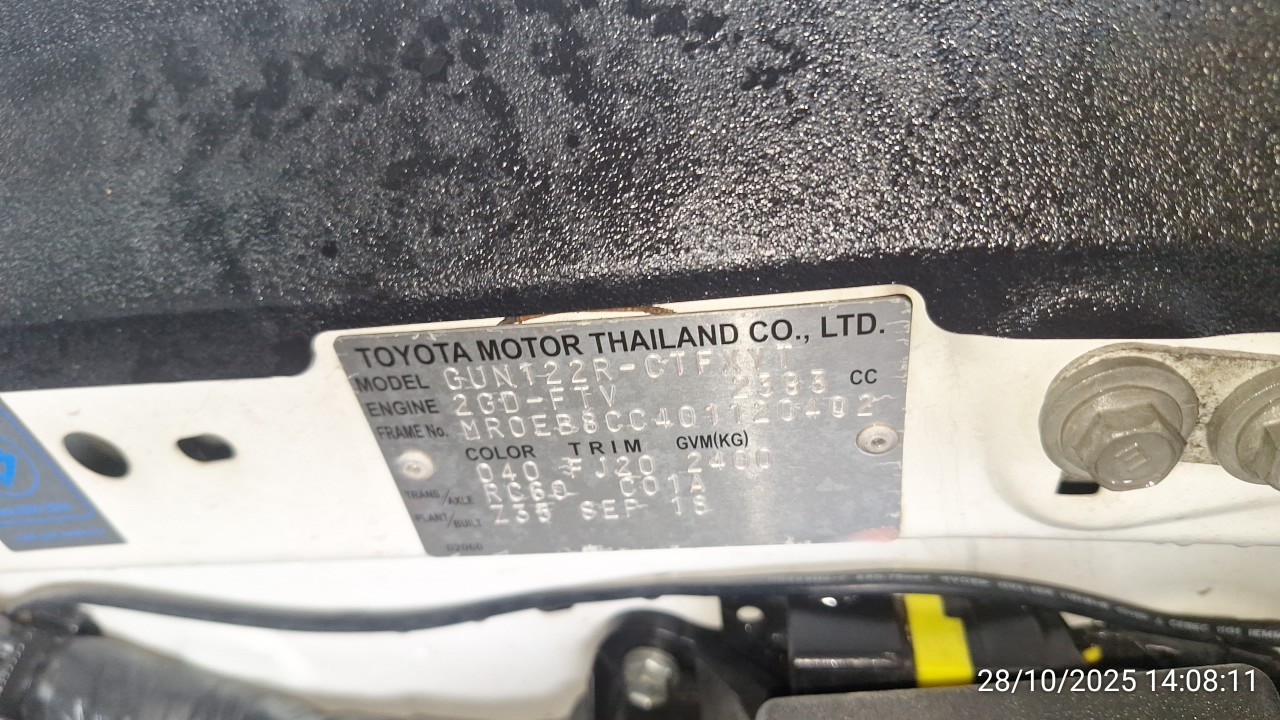 TOYOTA MOTOR THAILAND CO., LTD.
MODEL GUN122R-CTFXYT
ENGINE 2GD-FTV 2393 CC
FRAME No. MR0EB8CC401120402
COLOR TRIM GVM(KG)
040 FJ20 2400
TRANS/AXLE RC60 C01A
PLANT/BUILT Z35 SEP
02060
28/10/2025 14:08:11